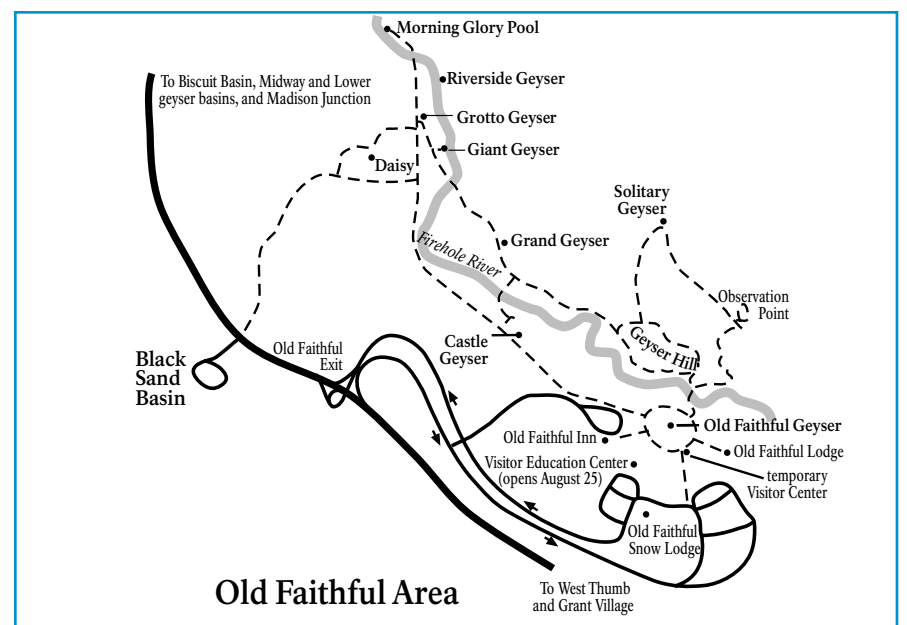 Morning Glory Pool
To Biscuit Basin, Midway and Lower
geyser basins, and Madison Junction
Riverside Geyser
Grotto Geyser
Giant Geyser
Daisy
Solitary
Geyser
Grand Geyser
Firehole River
Observation
Point
Geyser Hill
Castle
Geyser
Old Faithful
Exit
Black
Sand
Basin
Old Faithful Geyser
Old Faithful Inn
Old Faithful Lodge
Visitor Education Center
(opens August 25)
temporary
Visitor Center
Old Faithful
Snow Lodge
Old Faithful Area
To West Thumb
and Grant Village